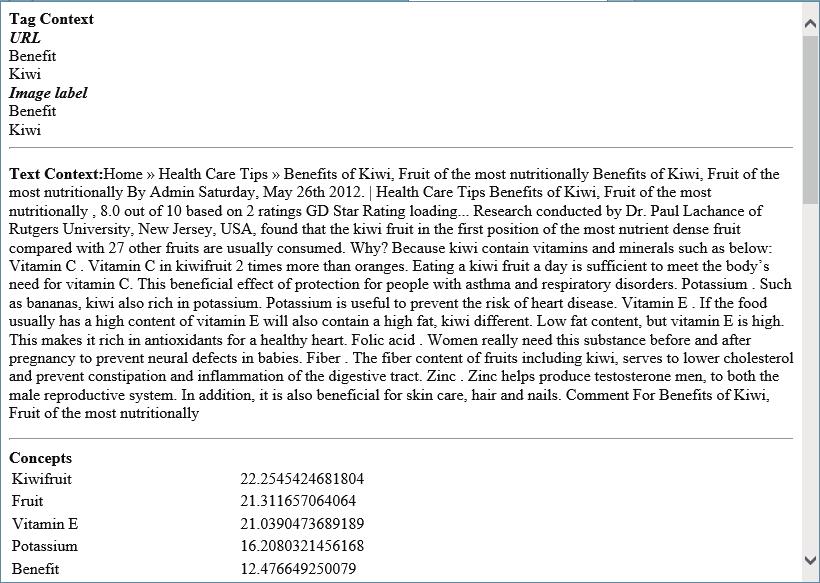 Tag Context
URL
Benefit
Kiwi
Image label
Benefit
Kiwi
Text Context:Home » Health Care Tips » Benefits of Kiwi, Fruit of the most nutritionally Benefits of Kiwi, Fruit of the
most nutritionally By Admin Saturday, May 26th 2012. | Health Care Tips Benefits of Kiwi, Fruit of the most
nutritionally , 8.0 out of 10 based on 2 ratings GD Star Rating loading... Research conducted by Dr. Paul Lachance of
Rutgers University, New Jersey, USA, found that the kiwi fruit in the first position of the most nutrient dense fruit
compared with 27 other fruits are usually consumed. Why? Because kiwi contain vitamins and minerals such as below:
Vitamin C . Vitamin C in kiwifruit 2 times more than oranges. Eating a kiwi fruit a day is sufficient to meet the body’s
need for vitamin C. This beneficial effect of protection for people with asthma and respiratory disorders. Potassium . Such
as bananas, kiwi also rich in potassium. Potassium is useful to prevent the risk of heart disease. Vitamin E . If the food
usually has a high content of vitamin E will also contain a high fat, kiwi different. Low fat content, but vitamin E is high.
This makes it rich in antioxidants for a healthy heart. Folic acid . Women really need this substance before and after
pregnancy to prevent neural defects in babies. Fiber . The fiber content of fruits including kiwi, serves to lower cholesterol
and prevent constipation and inflammation of the digestive tract. Zinc . Zinc helps produce testosterone men, to both the
male reproductive system. In addition, it is also beneficial for skin care, hair and nails. Comment For Benefits of Kiwi,
Fruit of the most nutritionally
Concepts
Kiwifruit 22.2545424681804
Fruit 21.311657064064
Vitamin E 21.0390473689189
Potassium 16.2080321456168
Benefit 12.476649250079